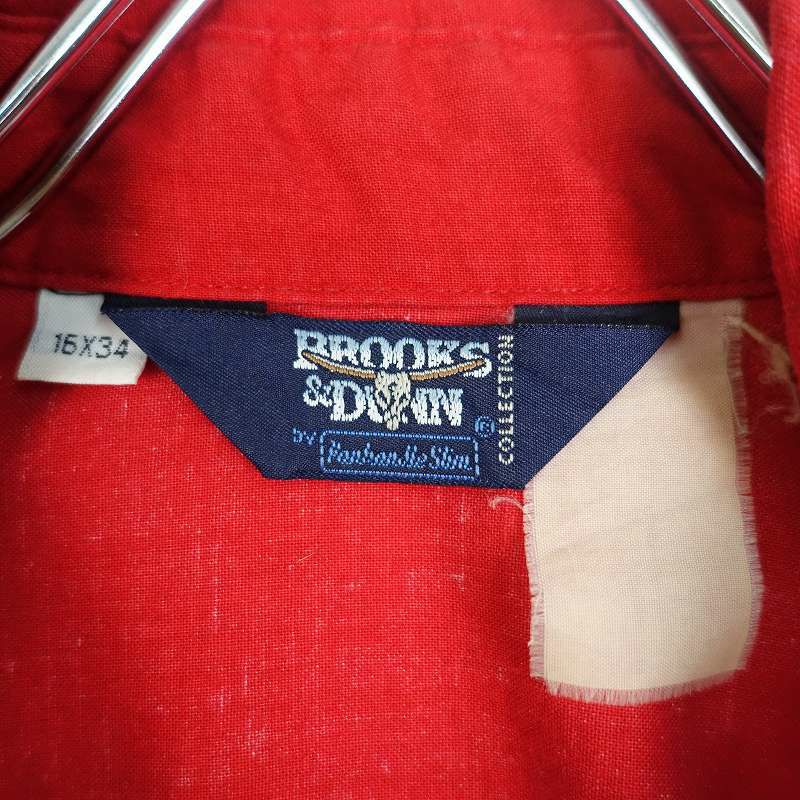 16X34
BROOKS
& DUNN
COLLECTION
®
BY Panhandle Slim